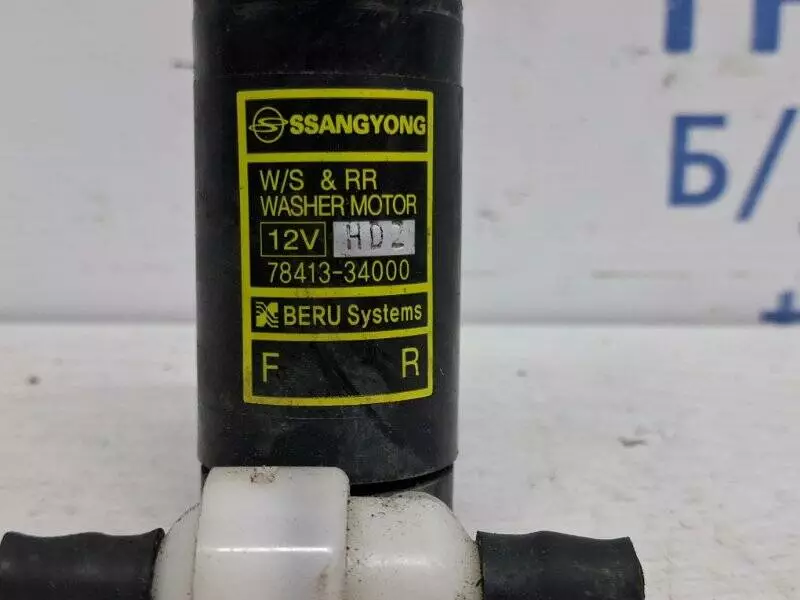 SSANGYONG
W/S & RR
WASHER MOTOR
12V HD2
78413-34000
BERU Systems
F R
Б/